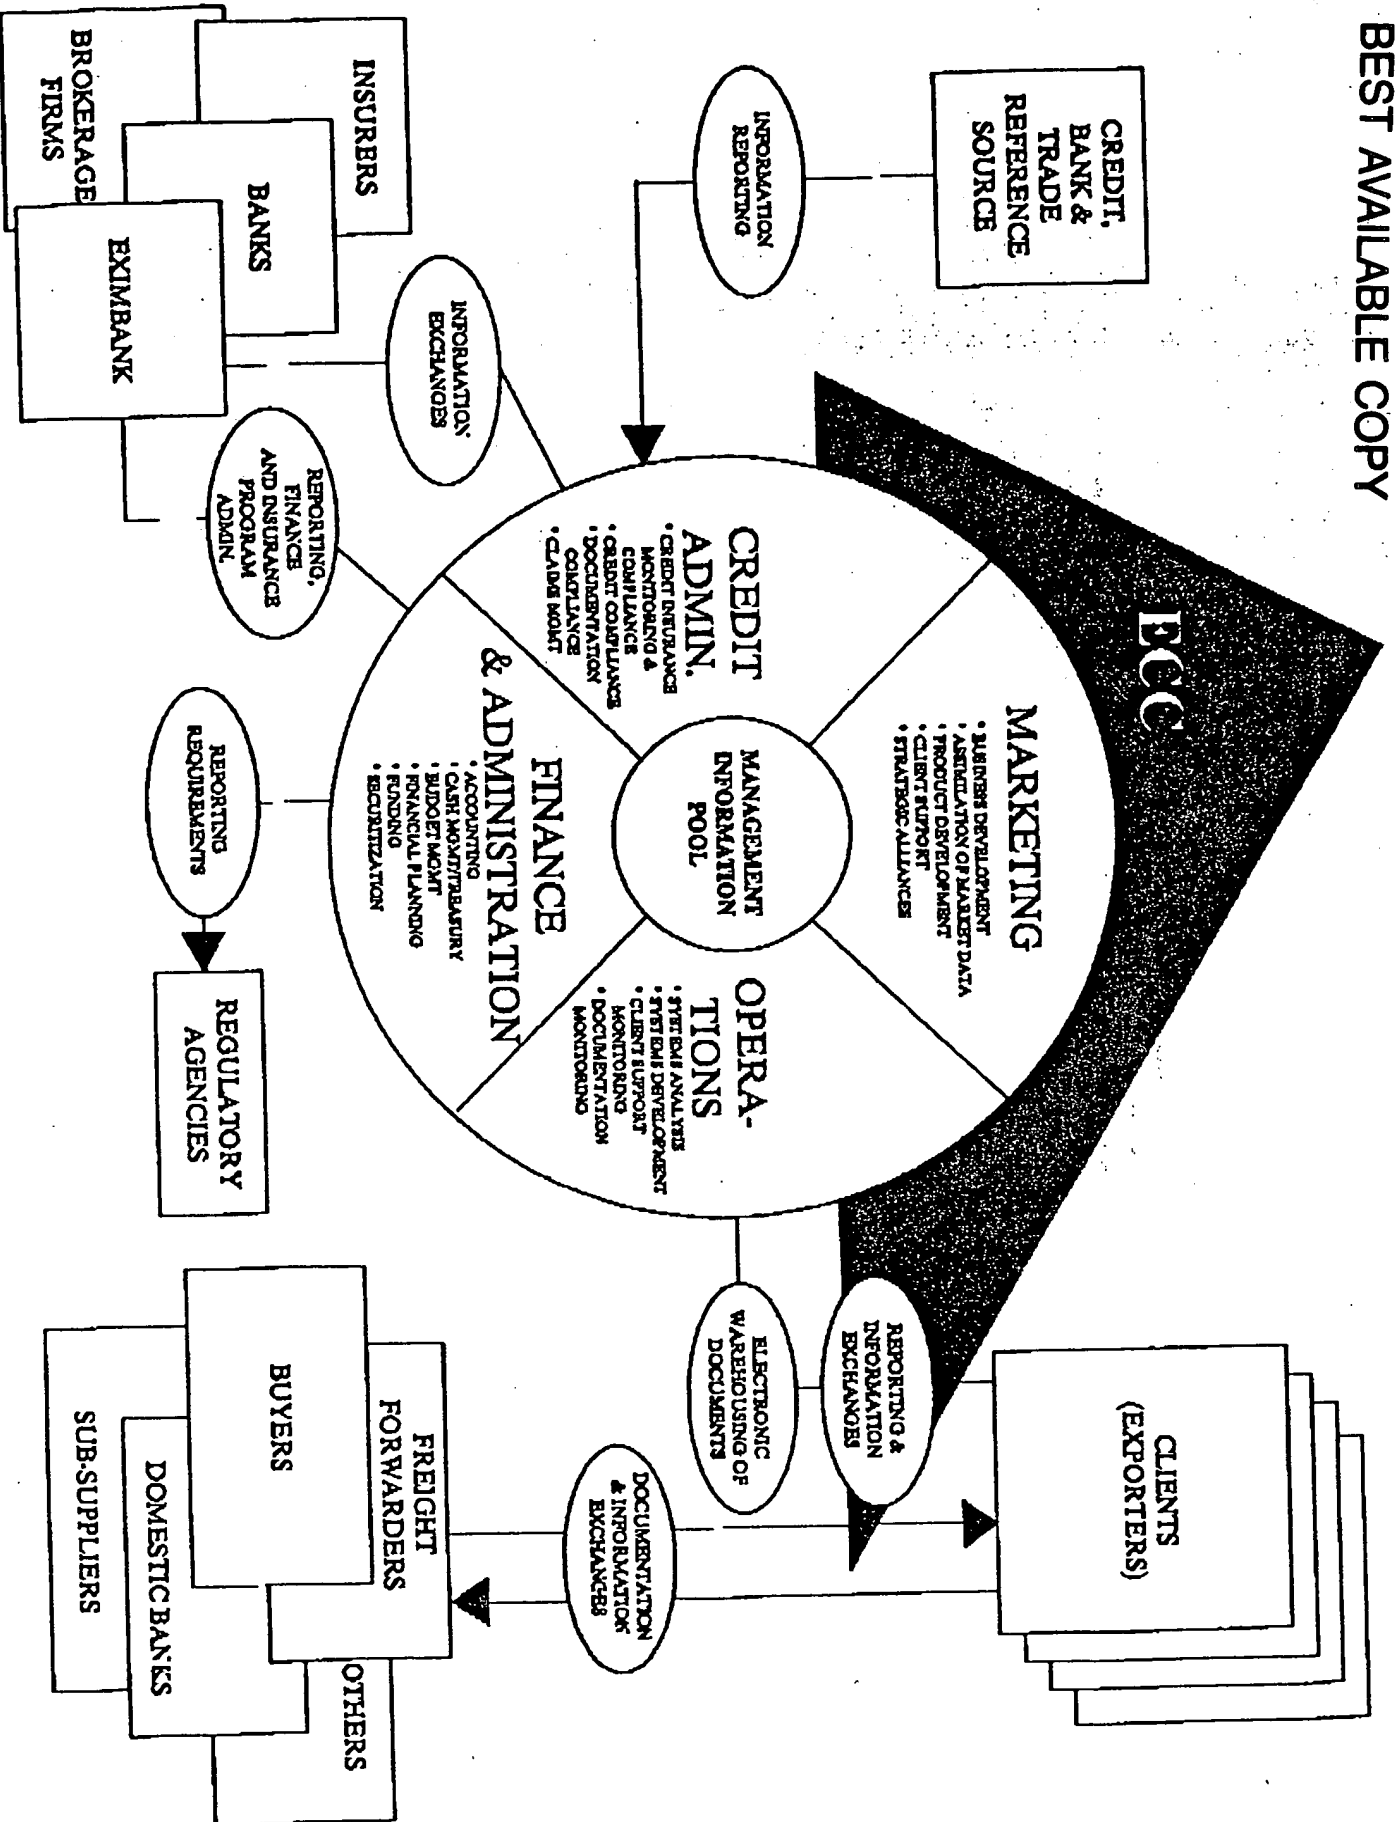 BEST AVAILABLE COPY
CREDIT,
BANK &
TRADE
REFERENCE
SOURCE
INFORMATION
REPORTING
INSURERS
BANKS
BROKERAGE
FIRMS
EXIMBANK
INFORMATION
EXCHANGES
REPORTING,
FINANCE
AND INSURANCE
PROGRAM
ADMIN.
ECC
MARKETING
• BUSINESS DEVELOPMENT
• ASSIMILATION OF MARKET DATA
• PRODUCT DEVELOPMENT
• CLIENT SUPPORT
• STRATEGIC ALLIANCES
CREDIT
ADMIN.
• CREDIT INSURANCE
MONITORING &
COMPLIANCE
• CREDIT COMPLIANCE
• DOCUMENTATION
COMPLIANCE
• CLAIMS MGMT
MANAGEMENT
INFORMATION
POOL
OPERA-
TIONS
• SYSTEMS ANALYSIS
• SYSTEMS DEVELOPMENT
• CLIENT SUPPORT
MONITORING
• DOCUMENTATION
MONITORING
FINANCE
& ADMINISTRATION
• ACCOUNTING
• CASH MGMT/TREASURY
• BUDGET MGMT
• FINANCIAL PLANNING
• FUNDING
• SECURITIZATION
REPORTING
REQUIREMENTS
REGULATORY
AGENCIES
CLIENTS
(EXPORTERS)
REPORTING &
INFORMATION
EXCHANGES
ELECTRONIC
WAREHOUSING OF
DOCUMENTS
DOCUMENTATION
& INFORMATION
EXCHANGES
FREIGHT
FORWARDERS
BUYERS
OTHERS
DOMESTIC BANKS
SUB-SUPPLIERS